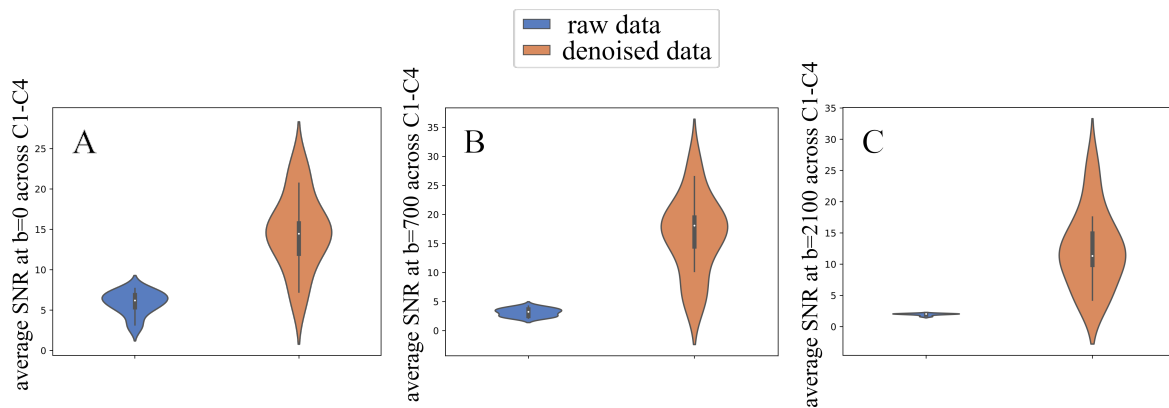 raw data
denoised data
average SNR at b=0 across C1-C4
A
25
20
15
10
5
0
average SNR at b=700 across C1-C4
B
35
30
25
20
15
10
5
0
average SNR at b=2100 across C1-C4
C
35
30
25
20
15
10
5
0